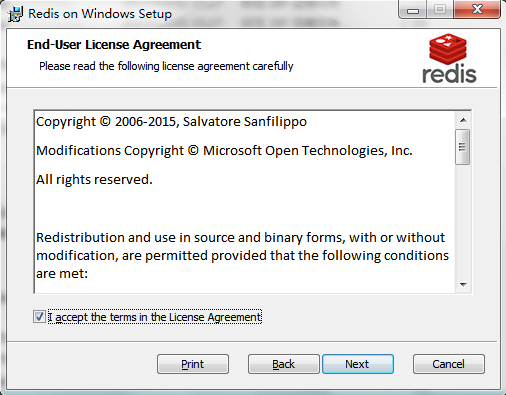 Redis on Windows Setup
End-User License Agreement
Please read the following license agreement carefully
redis
Copyright © 2006-2015, Salvatore Sanfilippo
Modifications Copyright © Microsoft Open Technologies, Inc.
All rights reserved.
Redistribution and use in source and binary forms, with or without
modification, are permitted provided that the following conditions
are met:
I accept the terms in the License Agreement
Print
Back
Next
Cancel